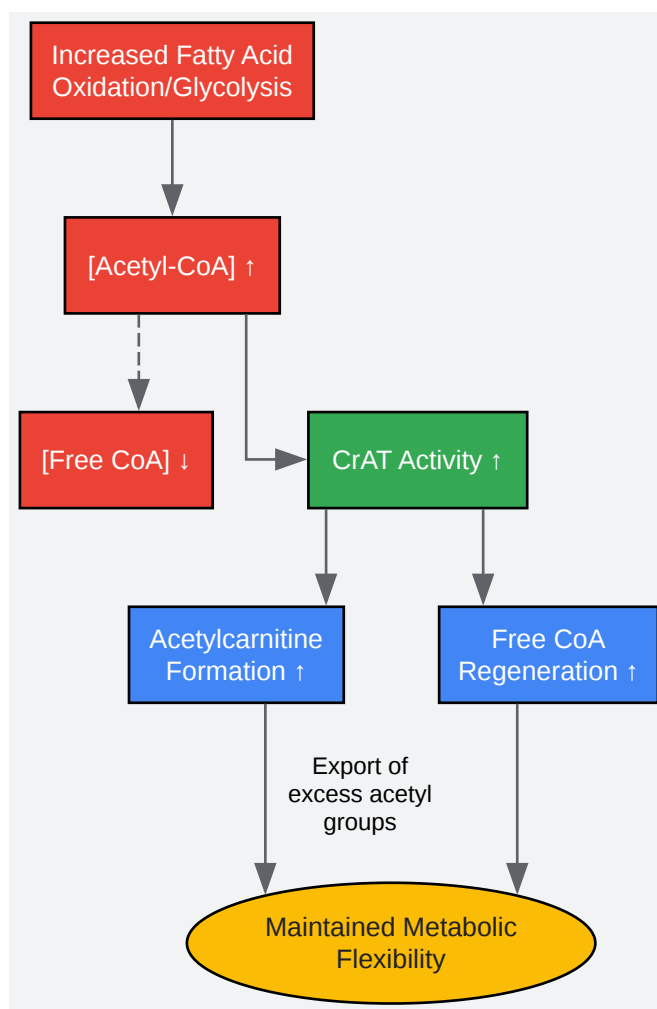 Increased Fatty Acid
Oxidation/Glycolysis
[Acetyl-CoA] ↑
[Free CoA] ↓
CrAT Activity ↑
Acetylcarnitine
Formation ↑
Free CoA
Regeneration ↑
Export of
excess acetyl
groups
Maintained Metabolic
Flexibility